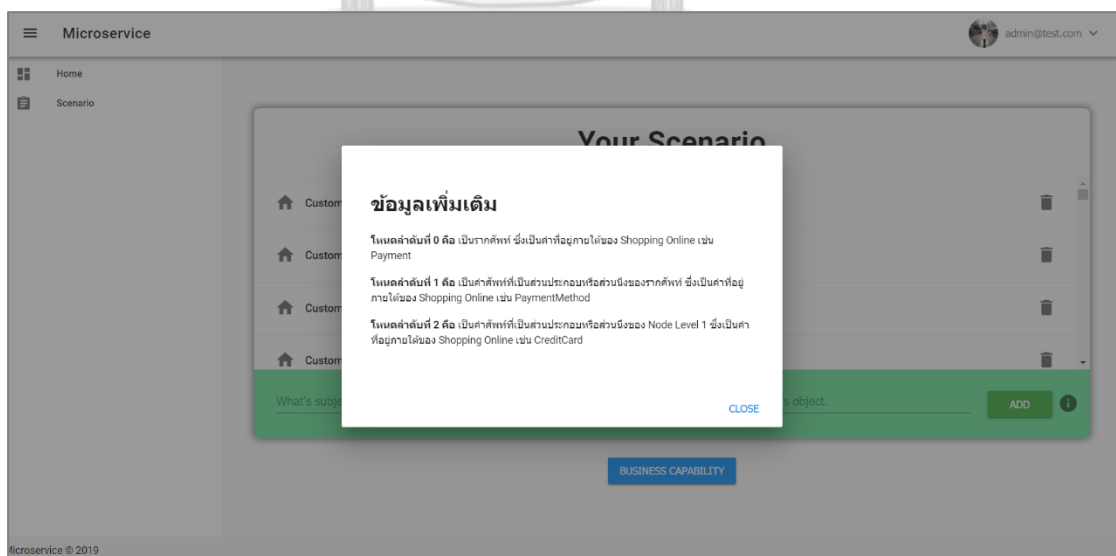 Microservice
admin@test.com
Home
Scenario
Your Scenario
Custom
Custom
Custom
Custom
ข้อมูลเพิ่มเติม
โหนดลำดับที่ 0 คือ เป็นรากศัพท์ ซึ่งเป็นคำที่อยู่ภายใต้ของ Shopping Online เช่น
Payment
โหนดลำดับที่ 1 คือ เป็นคำศัพท์ที่เป็นส่วนประกอบหรือส่วนนึงของรากศัพท์ ซึ่งเป็นคำที่อยู่
ภายใต้ของ Shopping Online เช่น PaymentMethod
โหนดลำดับที่ 2 คือ เป็นคำศัพท์ที่เป็นส่วนประกอบหรือส่วนนึงของ Node Level 1 ซึ่งเป็นคำ
ที่อยู่ภายใต้ของ Shopping Online เช่น CreditCard
CLOSE
What's subje
s object.
ADD
BUSINESS CAPABILITY
Microservice © 2019